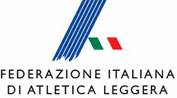 FEDERAZIONE ITALIANA
DI ATLETICA LEGGERA